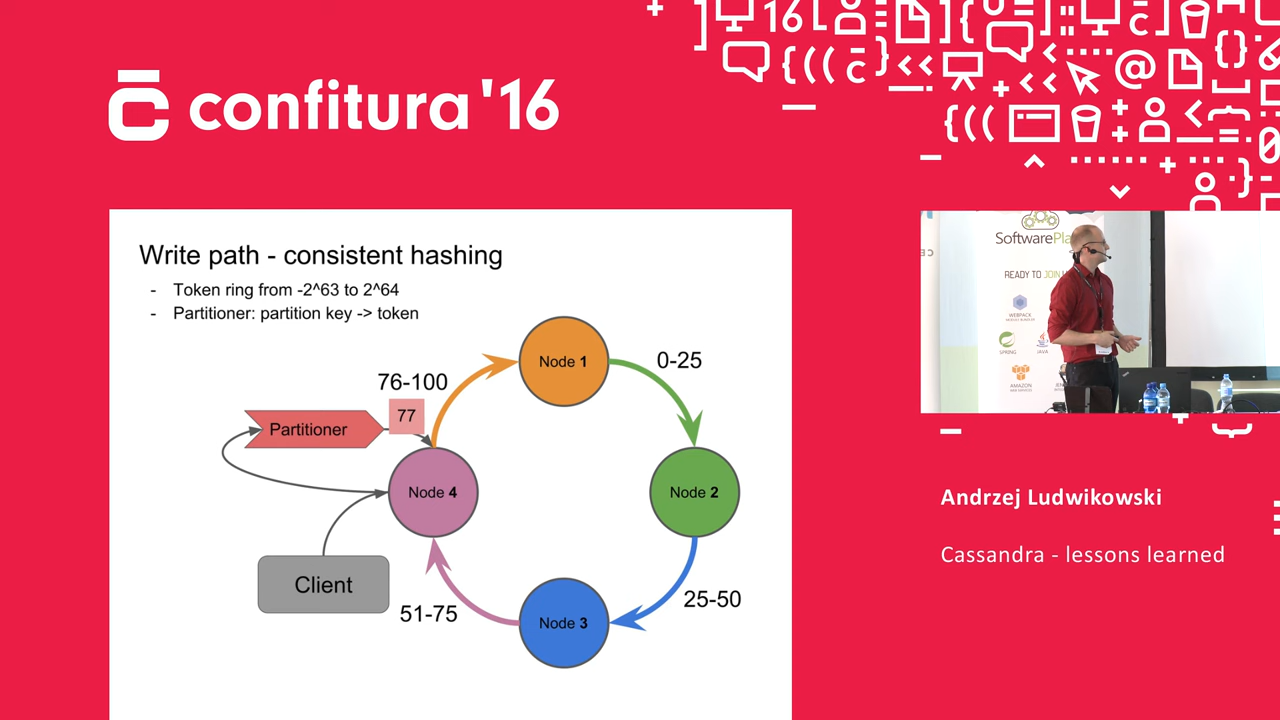 confitura '16
Write path - consistent hashing
- Token ring from -2^63 to 2^64
- Partitioner: partition key -> token
Node 1
0-25
76-100
77
Partitioner
Node 4
Node 2
Client
51-75
25-50
Node 3
SoftwarePla
READY TO JOIN
WEBPACK
SPRING
JAVA
AMAZON
Andrzej Ludwikowski
Cassandra - lessons learned